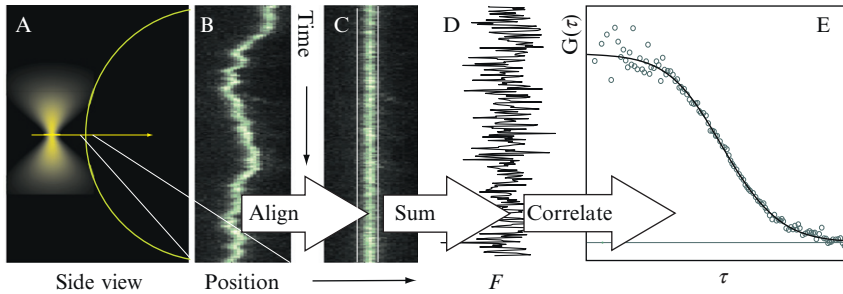 A
B
Time
C
D
G(τ)
E
Align
Sum
Correlate
Side view
Position
F
τ